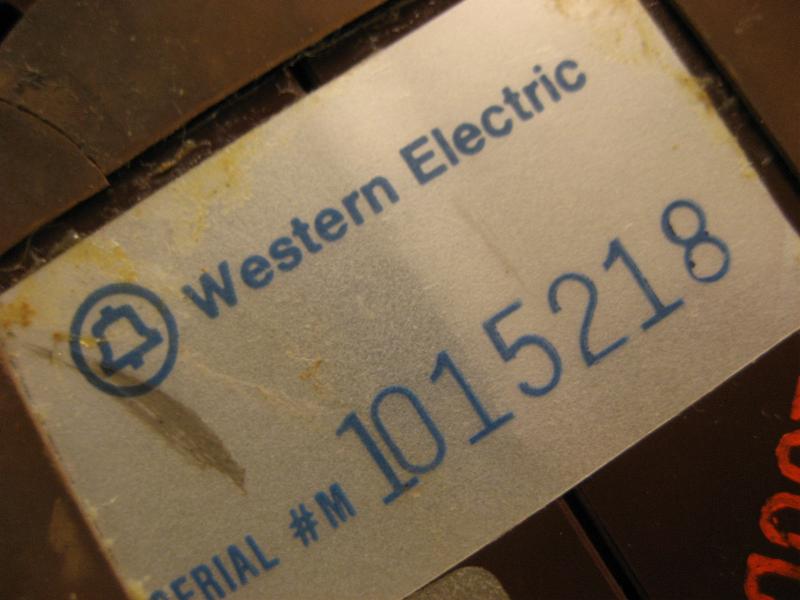 Western Electric
SERIAL #M 1015218